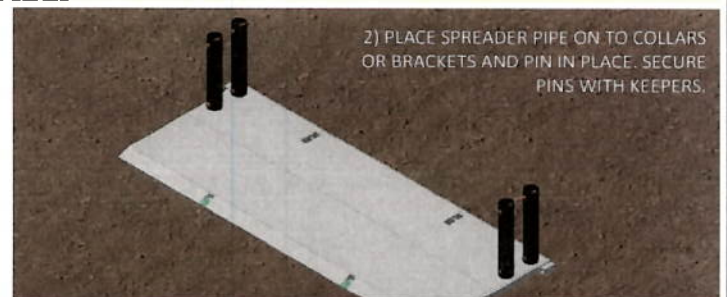 2) PLACE SPREADER PIPE ON TO COLLARS
OR BRACKETS AND PIN IN PLACE. SECURE
PINS WITH KEEPERS.